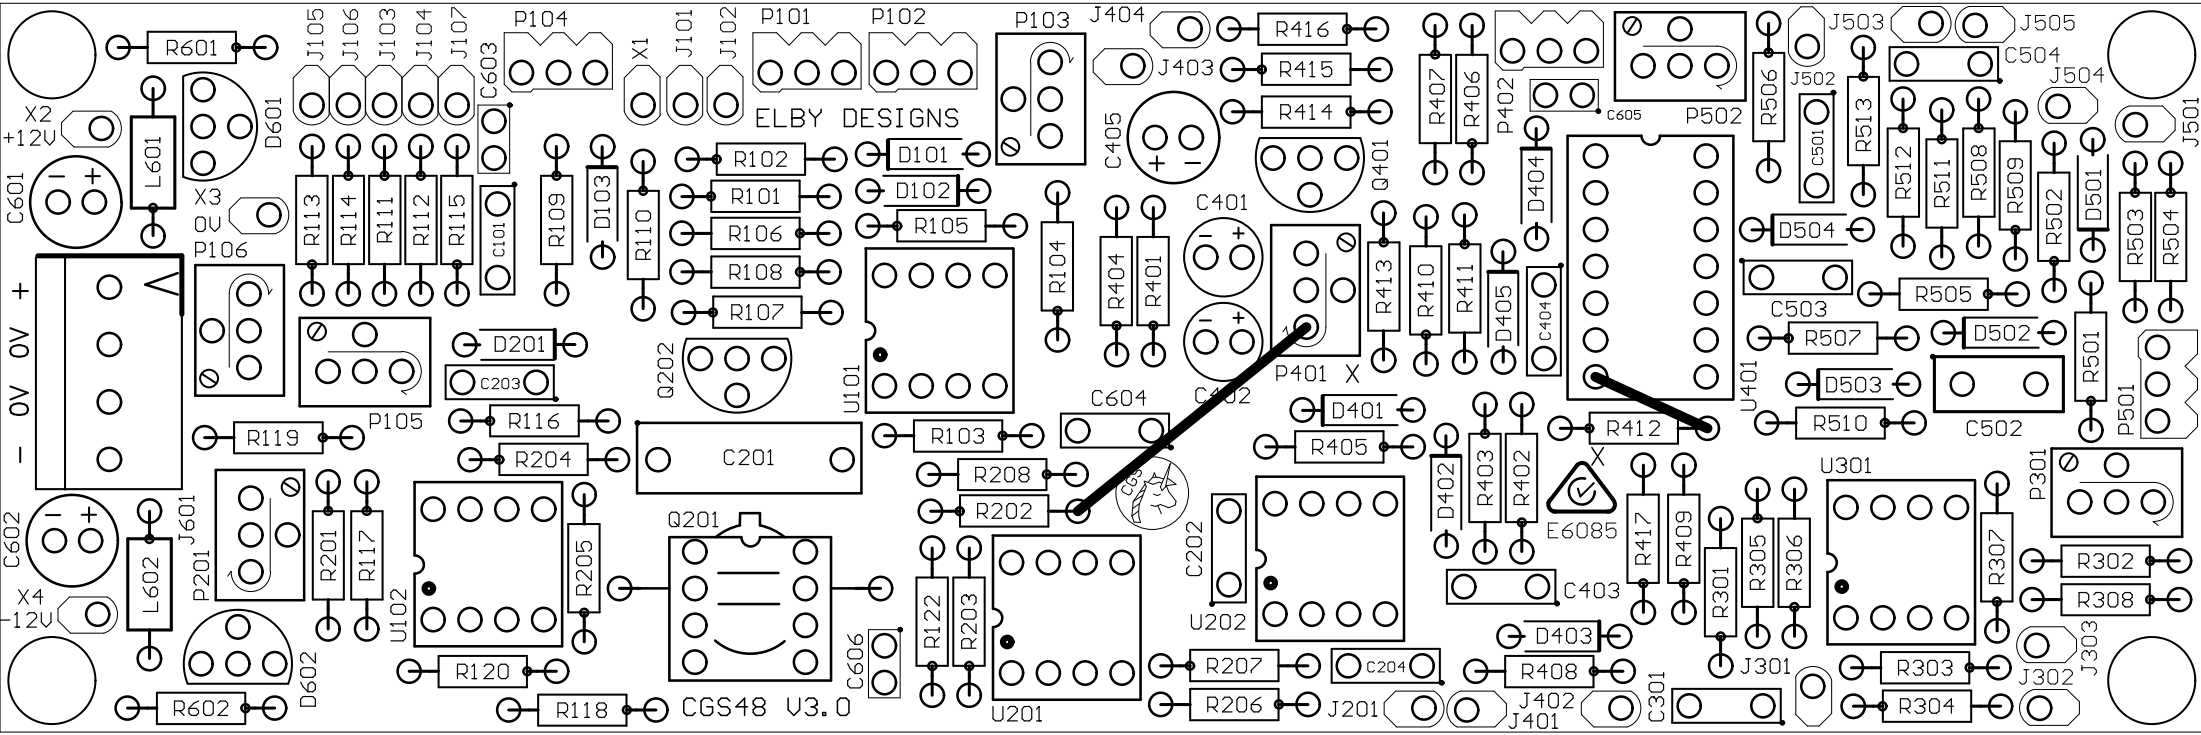 R601
J105
J106
J103
J104
J107
C603
P104
X1
J101
J102
P101
P102
P103
J404
J403
R416
R415
R414
R407
R406
P402
C605
P502
R506
J503
J502
C504
J505
J504
J501
X2
+12V
L601
D601
ELBY DESIGNS
C405
+ −
Q401
D404
C501
R513
R512
R511
R508
R509
R502
D501
R503
R504
C601
− +
X3
0V
P106
R113
R114
R111
R112
R115
C101
R109
D103
R110
R102
R101
R106
R108
R107
D101
D102
R105
R104
R404
R401
C401
− +
R413
R410
R411
D405
C404
D504
C503
R505
R507
D502
R501
P501
+
0V
0V
−
D201
C203
P105
R116
R119
R204
Q202
C201
U101
R103
R208
R202
C604
CGS
− +
C402
P401
X
D401
R405
D402
R403
R402
R412
U401
X
E6085
D503
R510
C502
U301
P301
C602
− +
J601
P201
R201
R117
U102
R205
Q201
R122
R203
C202
U202
C403
R417
R409
R301
R305
R306
R307
R302
R308
X4
-12V
L602
D602
R602
R120
R118
CGS48 V3.0
C606
U201
R207
R206
C204
J201
D403
R408
J402
J401
C301
J301
R303
R304
J302
J303